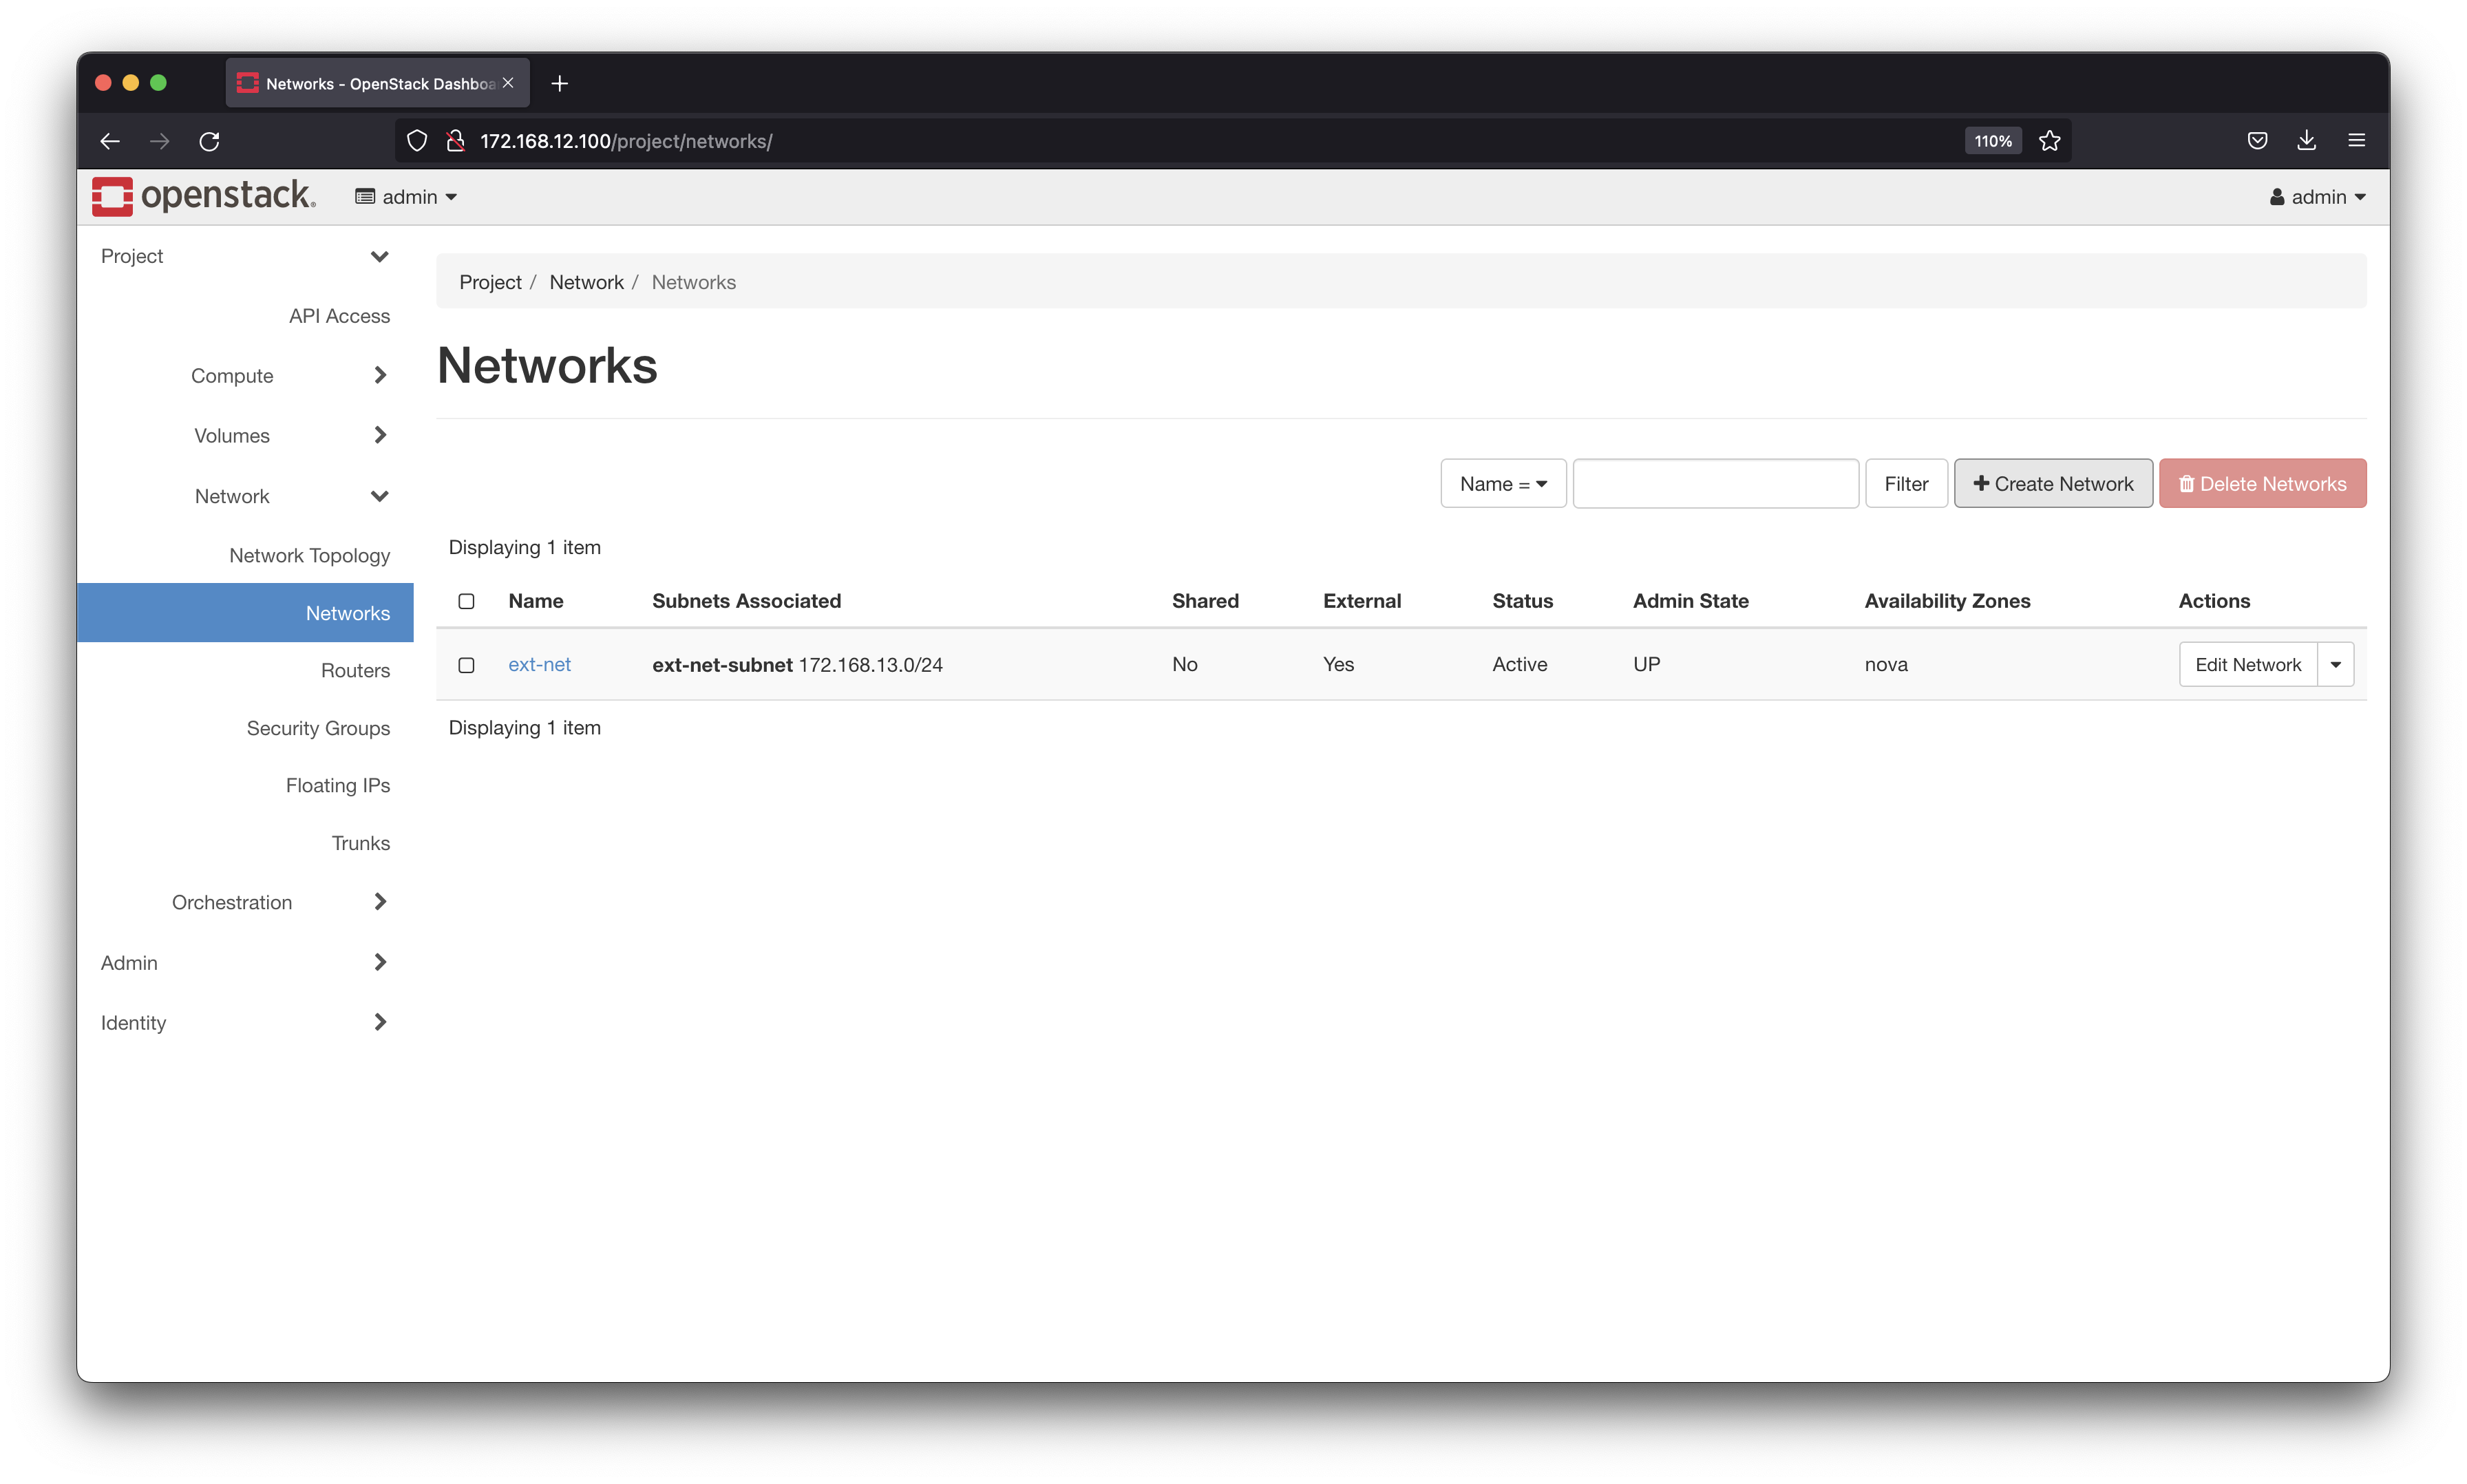 Networks - OpenStack Dashboa
172.168.12.100/project/networks/
110%
openstack.
admin
admin
Project
API Access
Compute
Volumes
Network
Network Topology
Networks
Routers
Security Groups
Floating IPs
Trunks
Orchestration
Admin
Identity
Project / Network / Networks
Networks
Name = Filter + Create Network Delete Networks
Displaying 1 item
Name Subnets Associated Shared External Status Admin State Availability Zones Actions
ext-net ext-net-subnet 172.168.13.0/24 No Yes Active UP nova Edit Network
Displaying 1 item